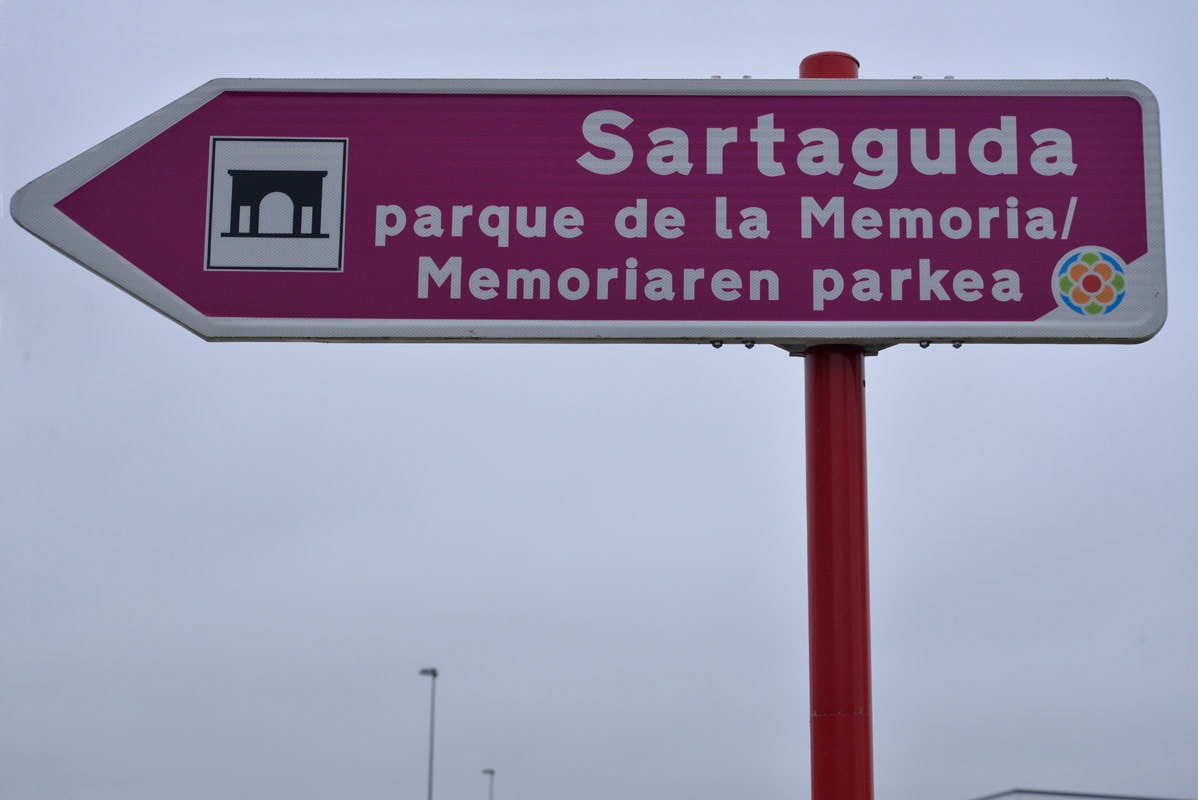 Sartaguda
parque de la Memoria/
Memoriaren parkea